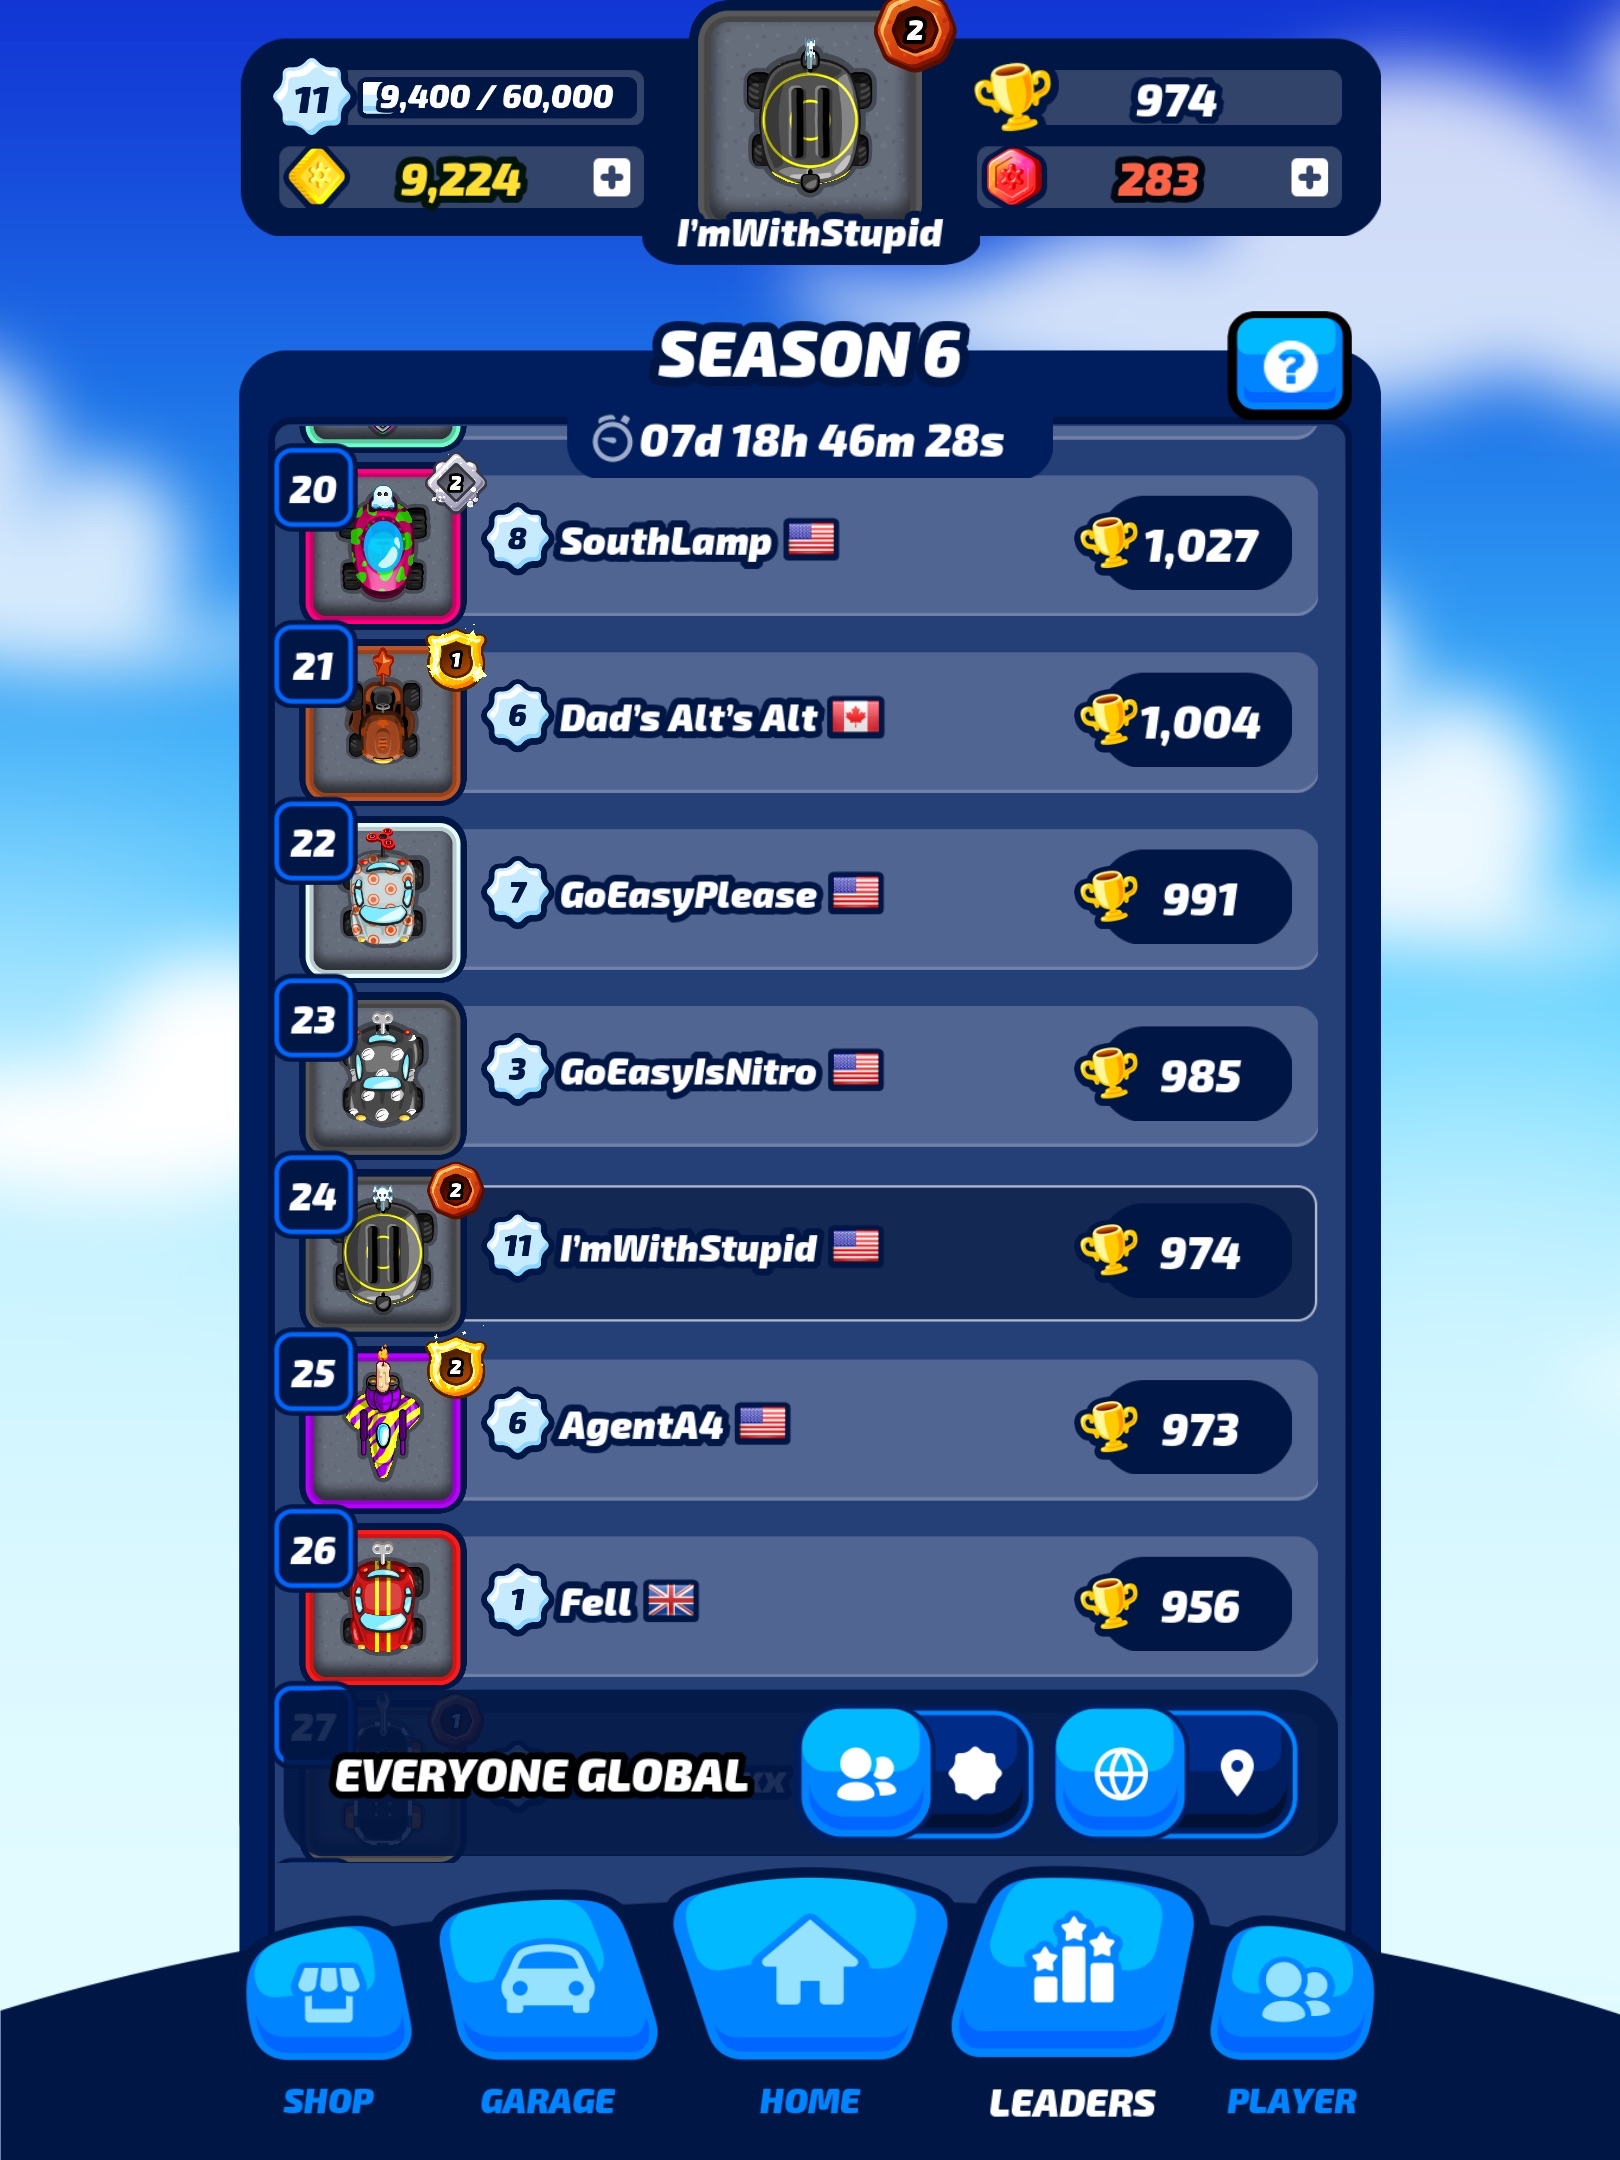 2
11 9,400 / 60,000
974
9,224
283
I'mWithStupid
SEASON 6
07d 18h 46m 28s
20 2 8 SouthLamp 1,027
21 1 6 Dad's Alt's Alt 1,004
22 7 GoEasyPlease 991
23 3 GoEasyIsNitro 985
24 2 11 I'mWithStupid 974
25 2 6 AgentA4 973
26 1 Fell 956
27 1
EVERYONE GLOBAL
SHOP GARAGE HOME LEADERS PLAYER